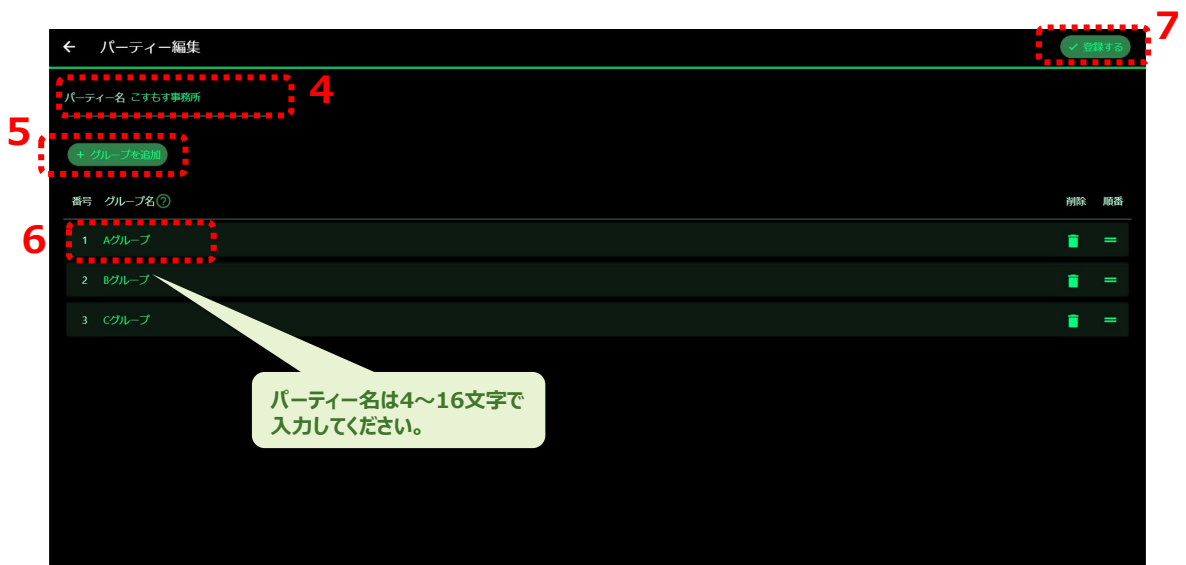 7
パーティー編集
登録する
4
パーティー名 こすもす事務所
5
+ グループを追加
番号 グループ名? 削除 順番
6
1 Aグループ
2 Bグループ
3 Cグループ
パーティー名は4～16文字で
入力してください。